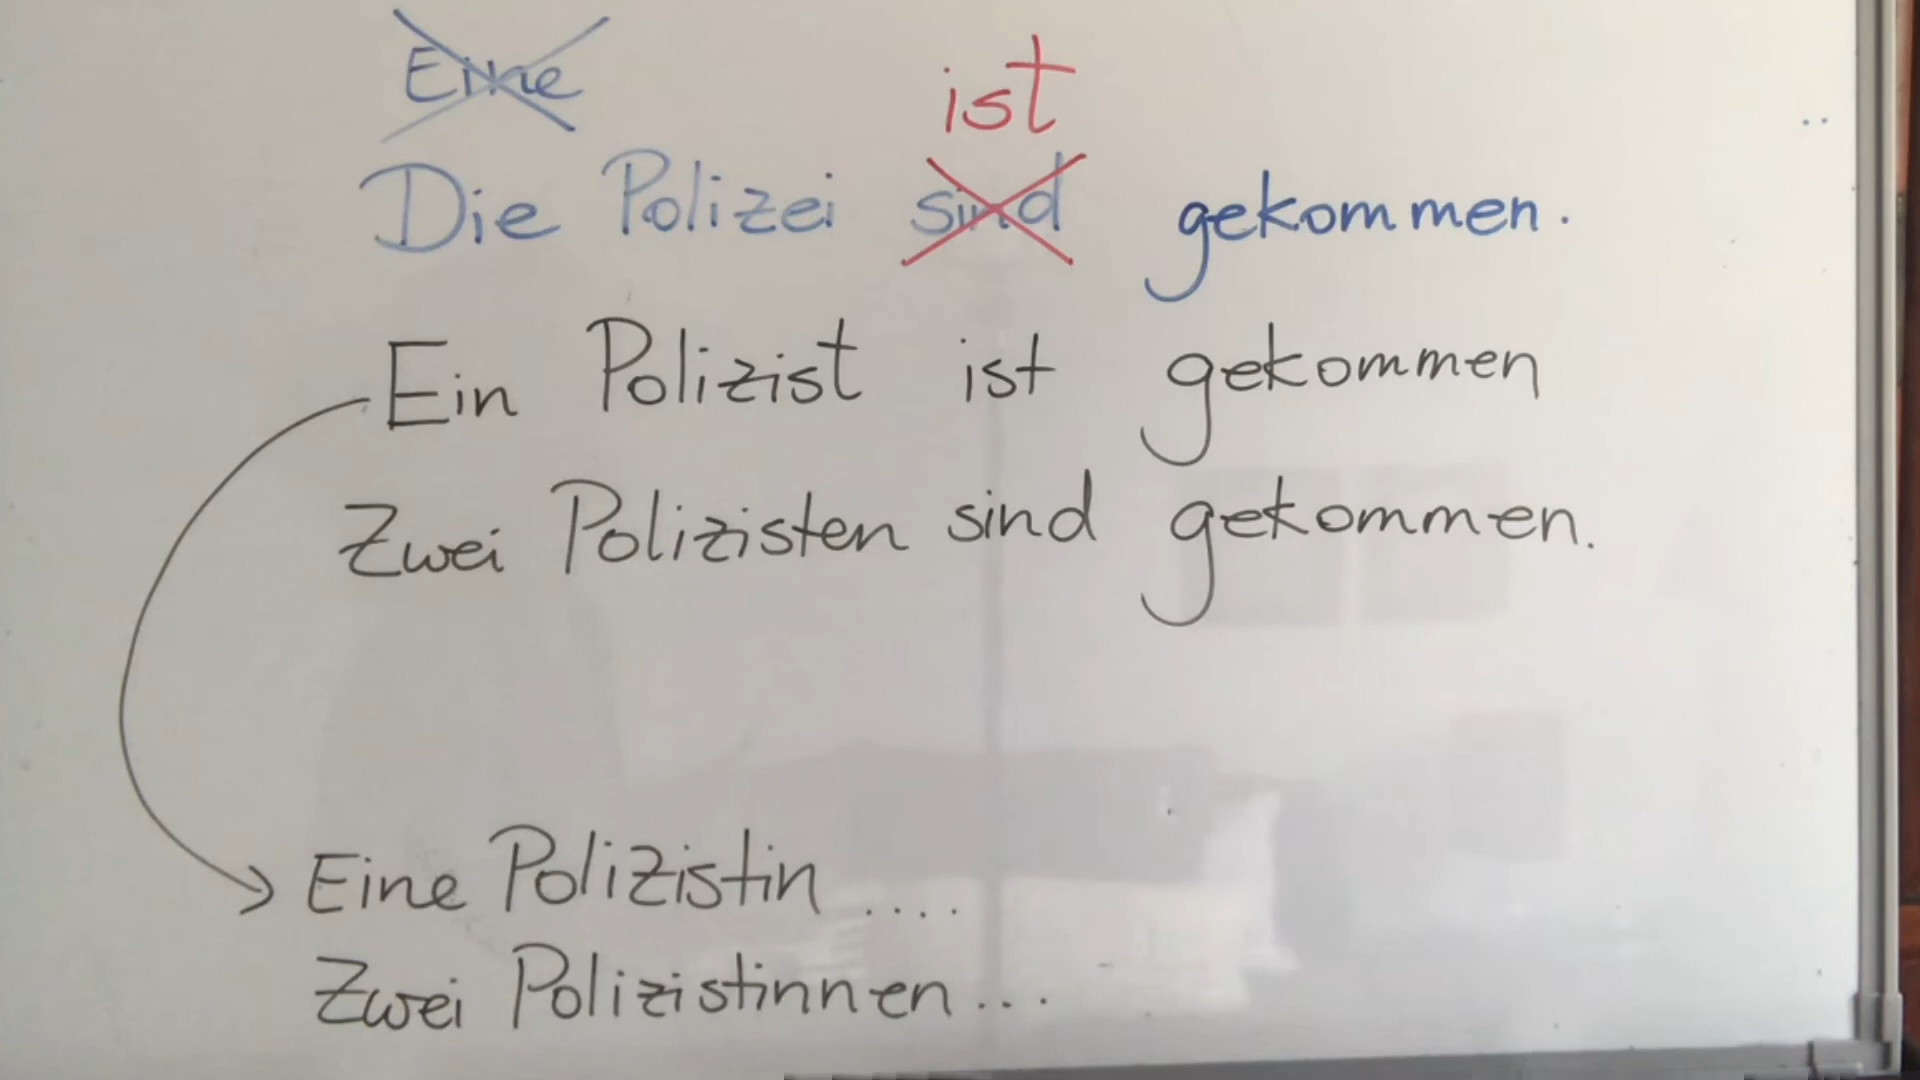 Eine
ist
Die Polizei sind gekommen.
Ein Polizist ist gekommen
Zwei Polizisten sind gekommen.
Eine Polizistin ....
Zwei Polizistinnen ...